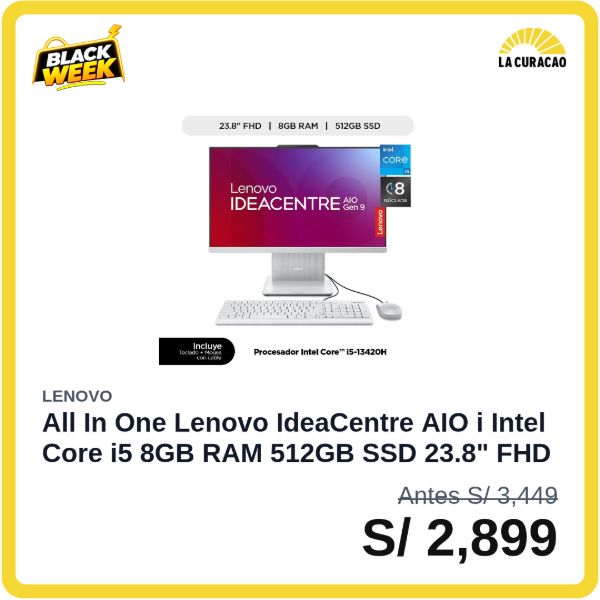 BLACK
WEEK
LA CURACAO
23.8" FHD | 8GB RAM | 512GB SSD
intel
CORE
i5
8
NÚCLEOS
Lenovo
IDEACENTRE AIO
Gen 9
Lenovo
Incluye
Teclado + Mouse
con cable
Procesador Intel Core™ i5-13420H
LENOVO
All In One Lenovo IdeaCentre AIO i Intel
Core i5 8GB RAM 512GB SSD 23.8" FHD
Antes S/ 3,449
S/ 2,899